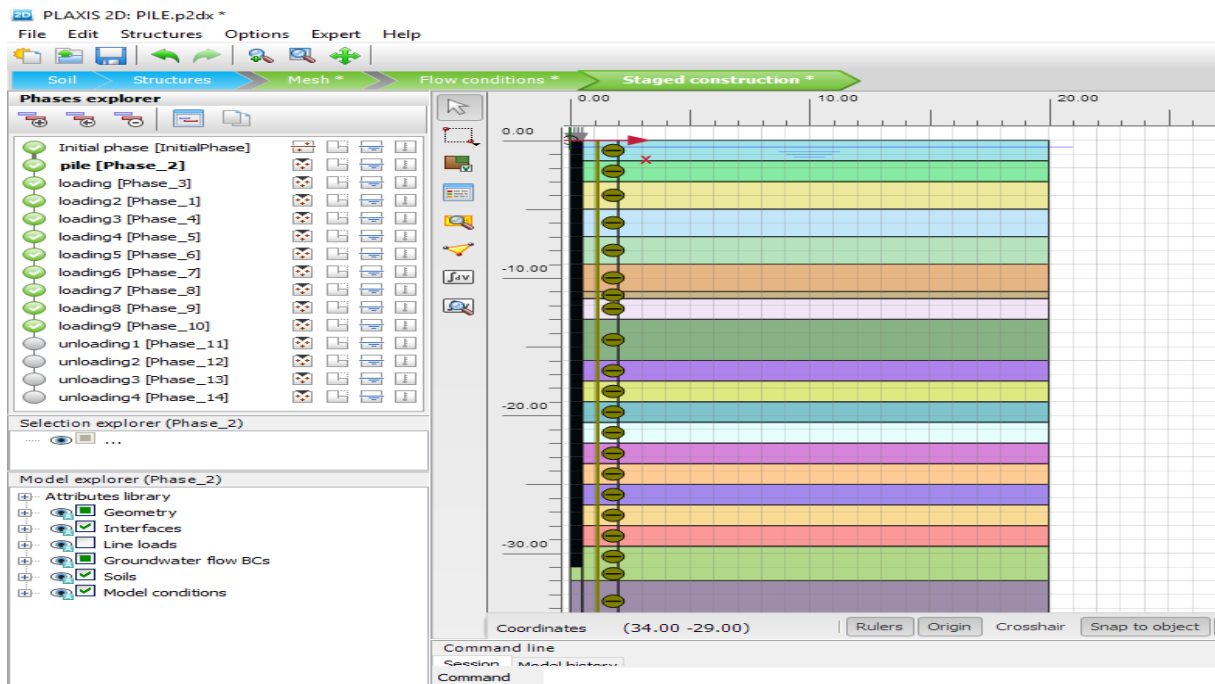 2D PLAXIS 2D: PILE.p2dx *
File Edit Structures Options Expert Help
Soil Structures Mesh * Flow conditions * Staged construction *
Phases explorer
Initial phase [InitialPhase]
pile [Phase_2]
loading [Phase_3]
loading2 [Phase_1]
loading3 [Phase_4]
loading4 [Phase_5]
loading5 [Phase_6]
loading6 [Phase_7]
loading7 [Phase_8]
loading8 [Phase_9]
loading9 [Phase_10]
unloading1 [Phase_11]
unloading2 [Phase_12]
unloading3 [Phase_13]
unloading4 [Phase_14]
Selection explorer (Phase_2)
...
Model explorer (Phase_2)
Attributes library
Geometry
Interfaces
Line loads
Groundwater flow BCs
Soils
Model conditions
∫dv
0.00 10.00 20.00
0.00
-10.00
-20.00
-30.00
Coordinates (34.00 -29.00) Rulers Origin Crosshair Snap to object
Command line
Session Model history
Command